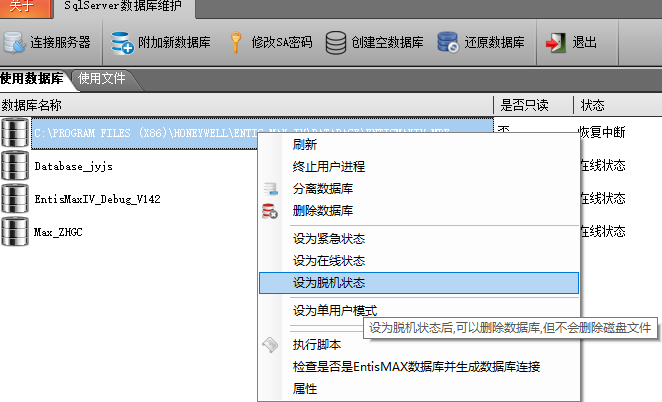 关于
SqlServer数据库维护
连接服务器
附加新数据库
修改SA密码
创建空数据库
还原数据库
退出
使用数据库
使用文件
数据库名称
是否只读
状态
C:\PROGRAM FILES (X86)\HONEYWELL\ENTIS MAX IV\DATABASE\ENTISMAXIV.MDF
否
恢复中断
Database_jyjs
在线状态
EntisMaxIV_Debug_V142
在线状态
Max_ZHGC
在线状态
刷新
终止用户进程
分离数据库
删除数据库
设为紧急状态
设为在线状态
设为脱机状态
设为单用户模式
设为脱机状态后,可以删除数据库,但不会删除磁盘文件
执行脚本
检查是否是EntisMAX数据库并生成数据库连接
属性